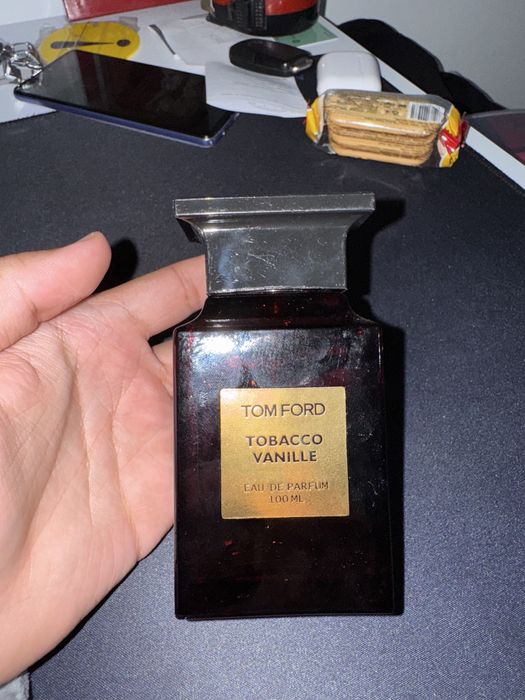 TOM FORD
TOBACCO
VANILLE
EAU DE PARFUM
100 ML